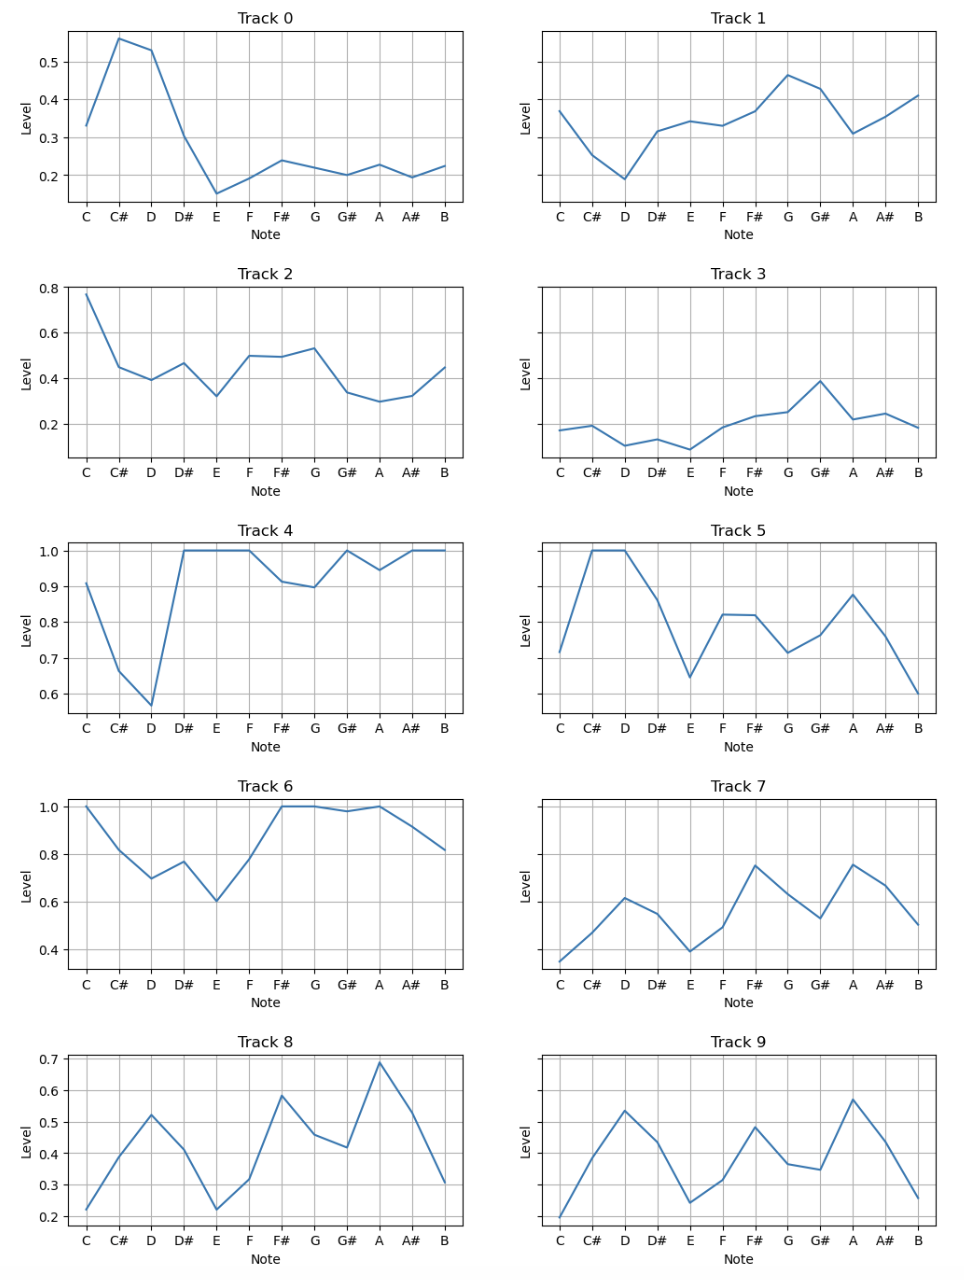 Track 0
Track 1
0.5
0.4
0.3
0.2
Level
Level
C C# D D# E F F# G G# A A# B
C C# D D# E F F# G G# A A# B
Note
Note
Track 2
Track 3
0.8
0.6
0.4
0.2
Level
Level
C C# D D# E F F# G G# A A# B
C C# D D# E F F# G G# A A# B
Note
Note
Track 4
Track 5
1.0
0.9
0.8
0.7
0.6
Level
Level
C C# D D# E F F# G G# A A# B
C C# D D# E F F# G G# A A# B
Note
Note
Track 6
Track 7
1.0
0.8
0.6
0.4
Level
Level
C C# D D# E F F# G G# A A# B
C C# D D# E F F# G G# A A# B
Note
Note
Track 8
Track 9
0.7
0.6
0.5
0.4
0.3
0.2
Level
Level
C C# D D# E F F# G G# A A# B
C C# D D# E F F# G G# A A# B
Note
Note